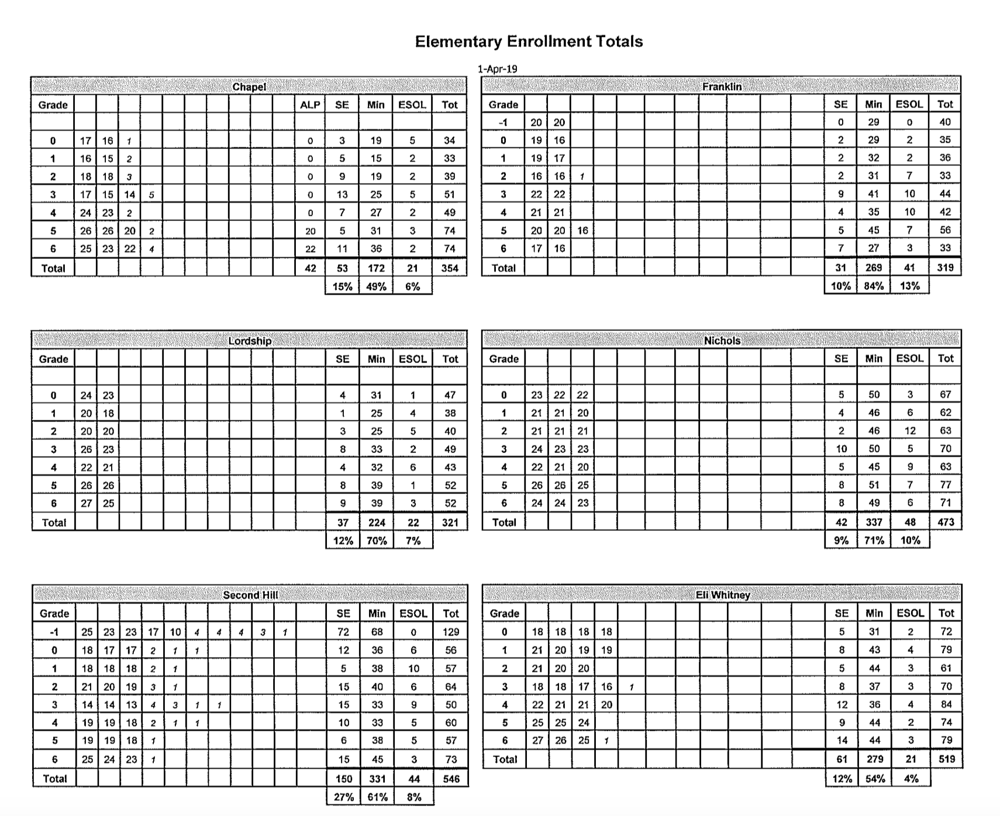 Elementary Enrollment Totals
1-Apr-19
Chapel
Grade ALP SE Min ESOL Tot
0 17 16 1 0 3 19 5 34
1 16 15 2 0 5 15 2 33
2 18 18 3 0 9 19 2 39
3 17 15 14 5 0 13 25 5 51
4 24 23 2 0 7 27 2 49
5 26 26 20 2 20 5 31 3 74
6 25 23 22 4 22 11 36 2 74
Total 42 53 172 21 354
15% 49% 6%
Franklin
Grade SE Min ESOL Tot
-1 20 20 0 29 0 40
0 19 16 2 29 2 35
1 19 17 2 32 2 36
2 16 16 1 2 31 7 33
3 22 22 9 41 10 44
4 21 21 4 35 10 42
5 20 20 16 5 45 7 56
6 17 16 7 27 3 33
Total 31 269 41 319
10% 84% 13%
Lordship
Grade SE Min ESOL Tot
0 24 23 4 31 1 47
1 20 18 1 25 4 38
2 20 20 3 25 5 40
3 26 23 8 33 2 49
4 22 21 4 32 6 43
5 26 26 8 39 1 52
6 27 25 9 39 3 52
Total 37 224 22 321
12% 70% 7%
Nichols
Grade SE Min ESOL Tot
0 23 22 22 5 50 3 67
1 21 21 20 4 46 6 62
2 21 21 21 2 46 12 63
3 24 23 23 10 50 5 70
4 22 21 20 5 45 9 63
5 26 26 25 8 51 7 77
6 24 24 23 8 49 6 71
Total 42 337 48 473
9% 71% 10%
Second Hill
Grade SE Min ESOL Tot
-1 25 23 23 17 10 4 4 4 3 1 72 68 0 129
0 18 17 17 2 1 1 12 36 6 56
1 18 18 18 2 1 5 38 10 57
2 21 20 19 3 1 15 40 6 64
3 14 14 13 4 3 1 1 15 33 9 50
4 19 19 18 2 1 1 10 33 5 60
5 19 19 18 1 6 38 5 57
6 25 24 23 1 15 45 3 73
Total 150 331 44 546
27% 61% 8%
Eli Whitney
Grade SE Min ESOL Tot
0 18 18 18 18 5 31 2 72
1 21 20 19 19 8 43 4 79
2 21 20 20 5 44 3 61
3 18 18 17 16 1 8 37 3 70
4 22 21 21 20 12 36 4 84
5 25 25 24 9 44 2 74
6 27 26 25 1 14 44 3 79
Total 61 279 21 519
12% 54% 4%